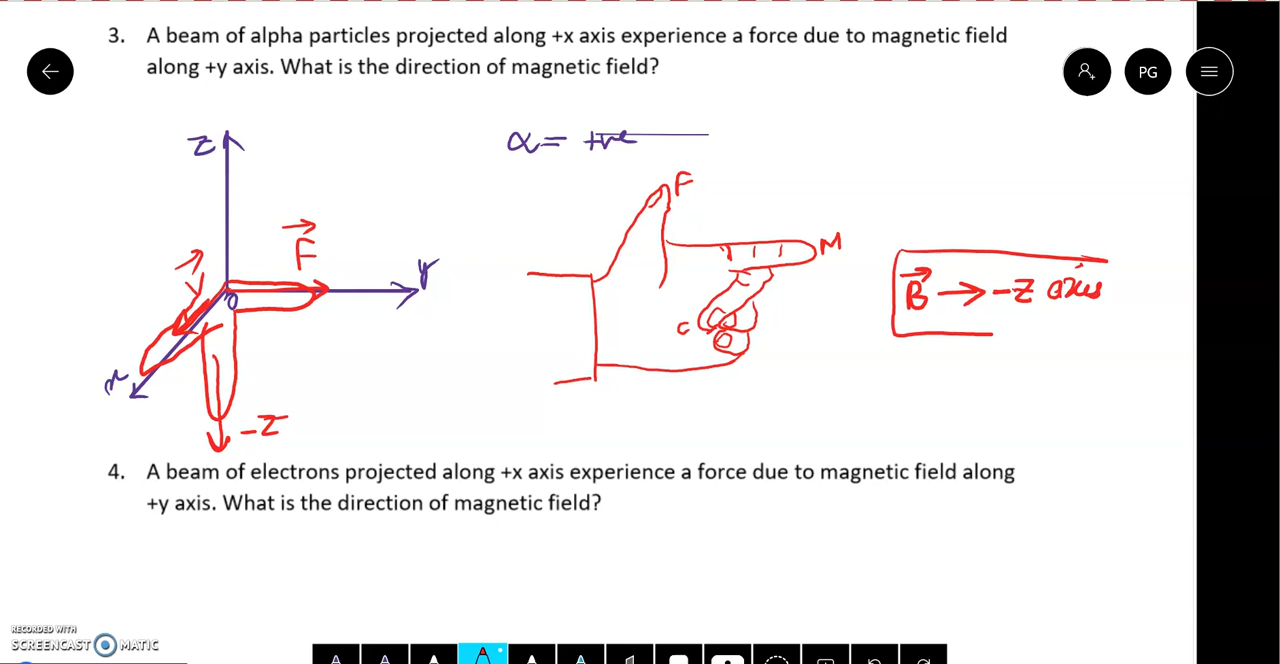 3. A beam of alpha particles projected along +x axis experience a force due to magnetic field
along +y axis. What is the direction of magnetic field?
PG
Z
α = +ve
F
M
F
V
Y
O
B → -Z axis
C
x
-Z
4. A beam of electrons projected along +x axis experience a force due to magnetic field along
+y axis. What is the direction of magnetic field?
RECORDED WITH
SCREENCAST MATIC